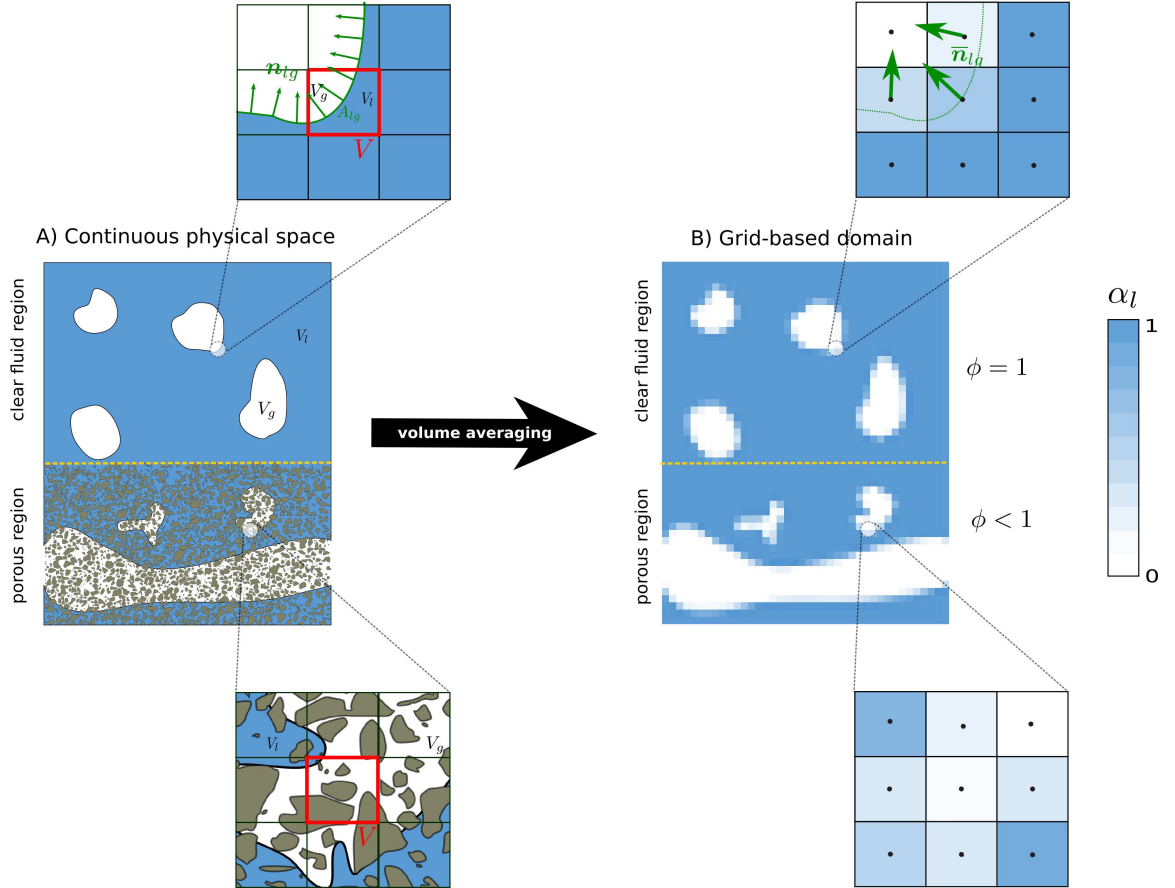 n_lg
V_g
V_l
A_lg
V
n̅_lg
A) Continuous physical space
B) Grid-based domain
clear fluid region
V_l
V_g
porous region
volume averaging
clear fluid region
porous region
ϕ = 1
ϕ < 1
α_l
1
0
V_l
V_g
V